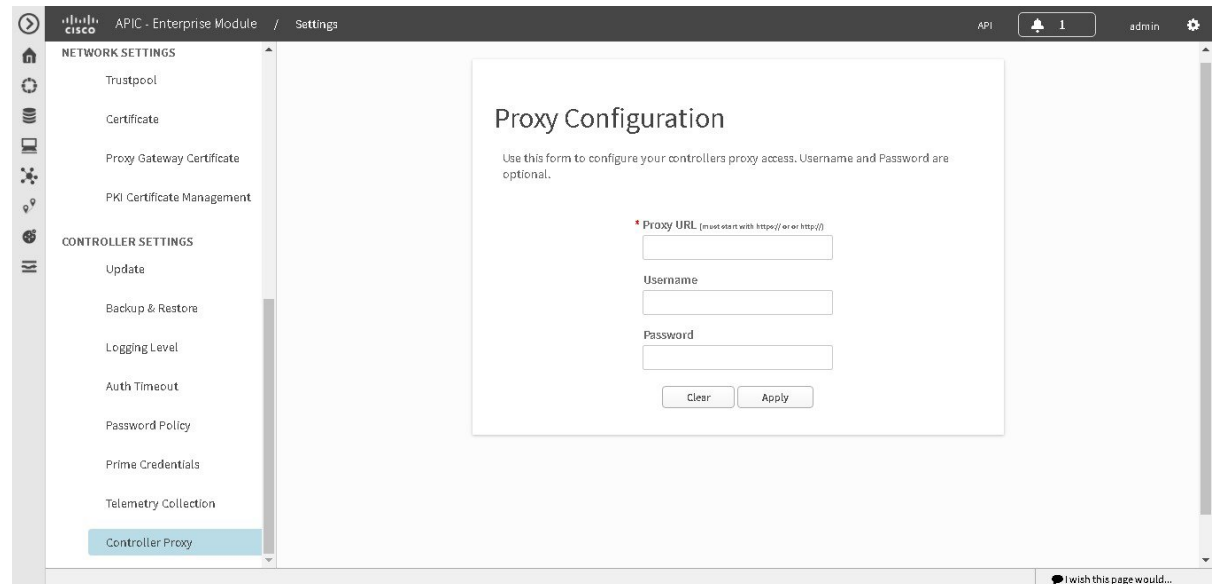 CISCO APIC - Enterprise Module / Settings
API 1 admin
NETWORK SETTINGS
Trustpool
Certificate
Proxy Gateway Certificate
PKI Certificate Management
CONTROLLER SETTINGS
Update
Backup & Restore
Logging Level
Auth Timeout
Password Policy
Prime Credentials
Telemetry Collection
Controller Proxy
Proxy Configuration
Use this form to configure your controllers proxy access. Username and Password are
optional.
* Proxy URL (must start with https:// or or http://)
Username
Password
Clear Apply
I wish this page would...